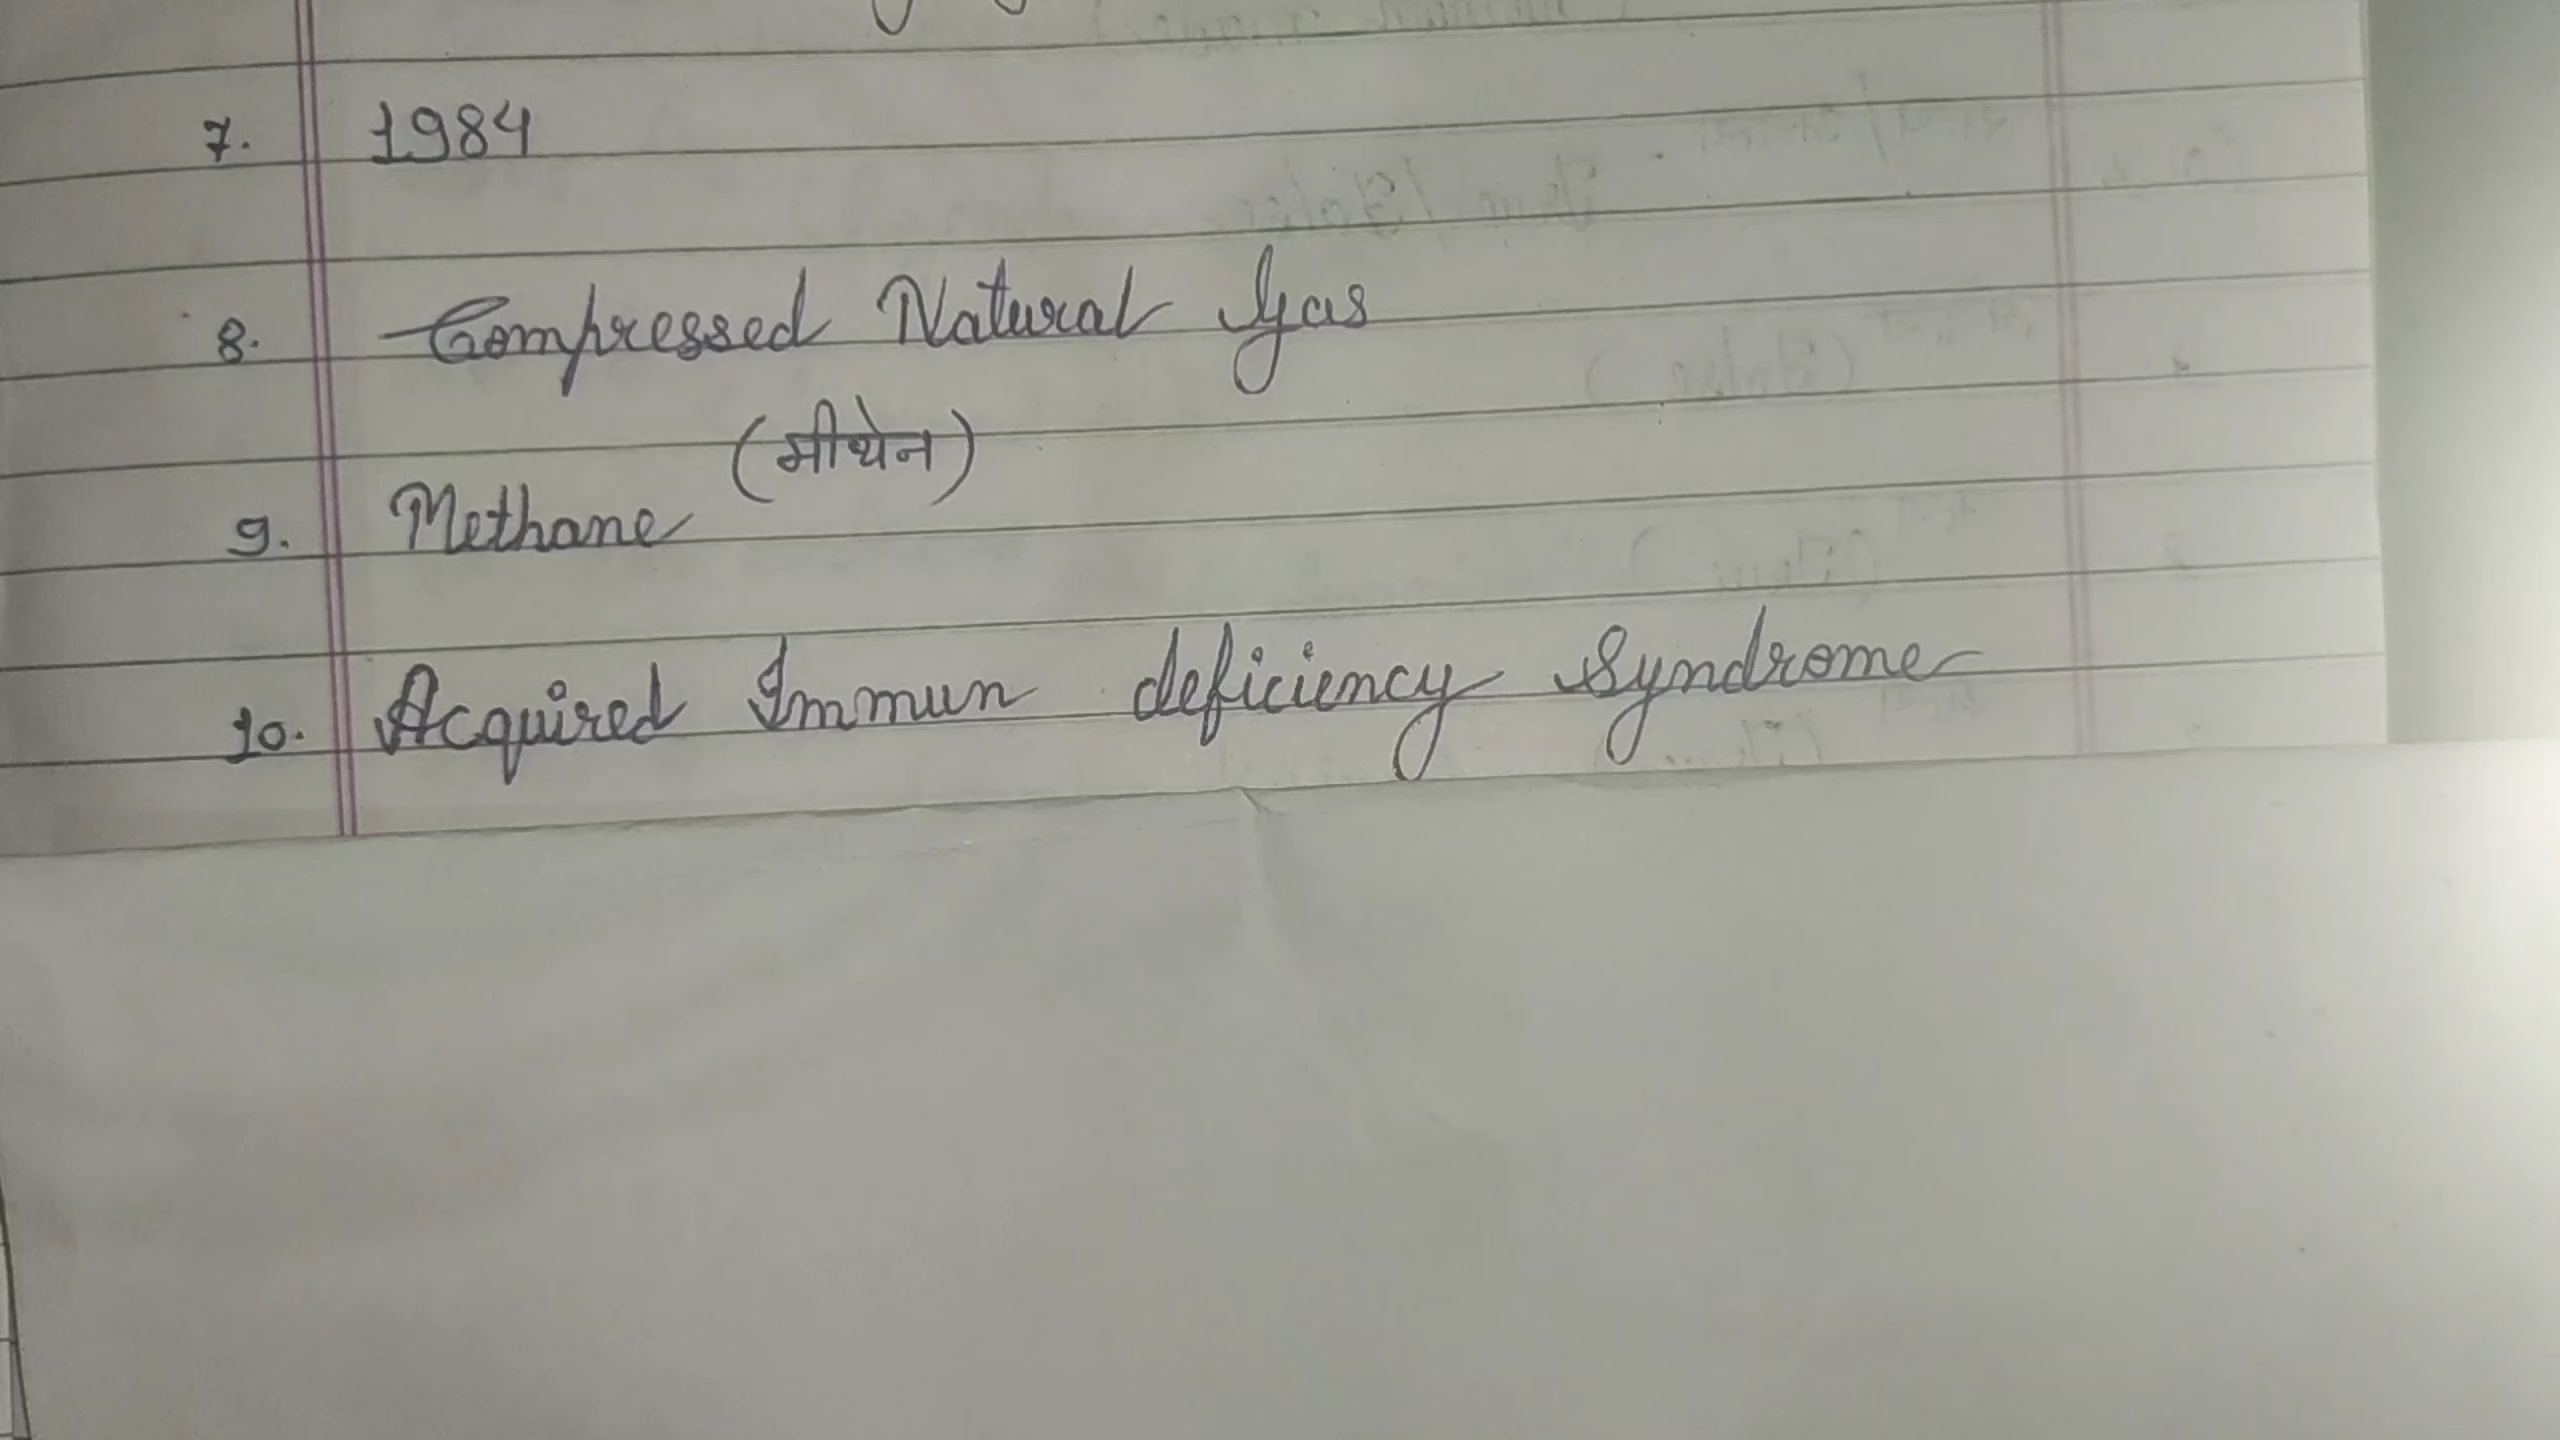 7. 1984
8. Compressed Natural Gas
(मीथेन)
9. Methane
10. Acquired Immun deficiency Syndrome